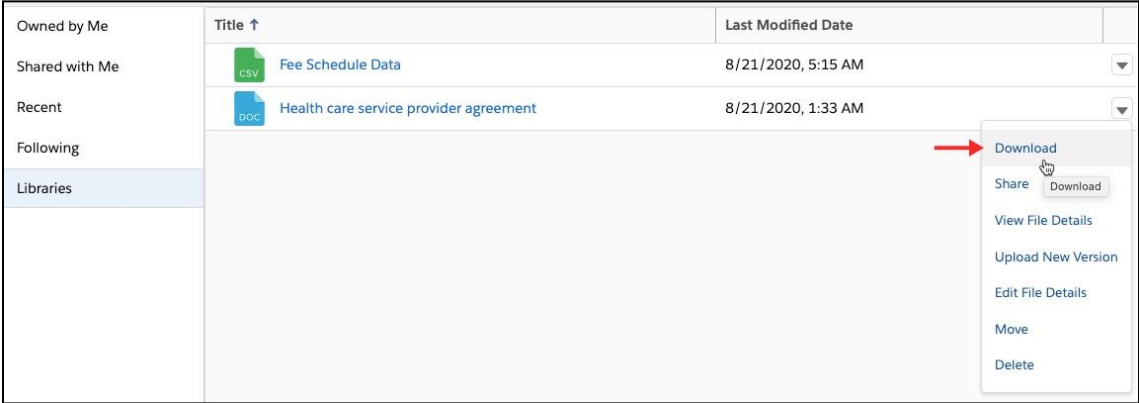 Owned by Me
Shared with Me
Recent
Following
Libraries
Title ↑ Last Modified Date
CSV Fee Schedule Data 8/21/2020, 5:15 AM
DOC Health care service provider agreement 8/21/2020, 1:33 AM
Download
Share Download
View File Details
Upload New Version
Edit File Details
Move
Delete